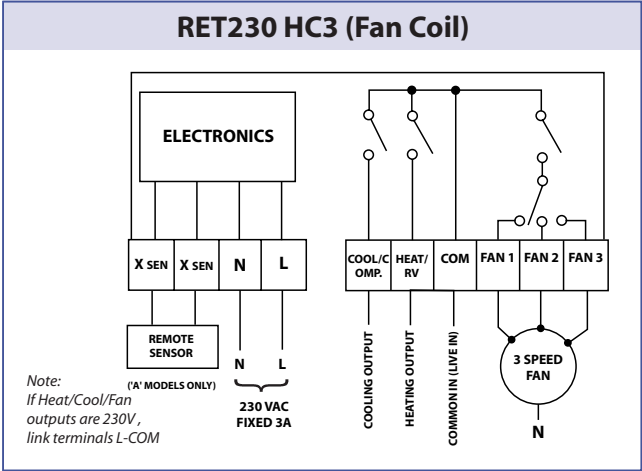 RET230 HC3 (Fan Coil)
ELECTRONICS
X SEN
X SEN
N
L
COOL/C
OMP.
HEAT/
RV
COM
FAN 1
FAN 2
FAN 3
REMOTE
SENSOR
('A' MODELS ONLY)
N
L
230 VAC
FIXED 3A
COOLING OUTPUT
HEATING OUTPUT
COMMON IN (LIVE IN)
3 SPEED
FAN
N
Note:
If Heat/Cool/Fan
outputs are 230V ,
link terminals L-COM